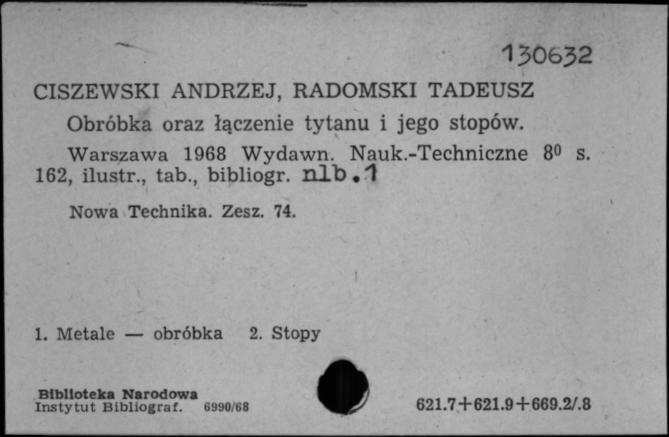 130632
CISZEWSKI ANDRZEJ, RADOMSKI TADEUSZ
Obróbka oraz łączenie tytanu i jego stopów.
Warszawa 1968 Wydawn. Nauk.-Techniczne 8⁰ s.
162, ilustr., tab., bibliogr. nlb.1
Nowa Technika. Zesz. 74.
1. Metale — obróbka 2. Stopy
Biblioteka Narodowa
Instytut Bibliograf. 6990/68
621.7+621.9+669.2/.8